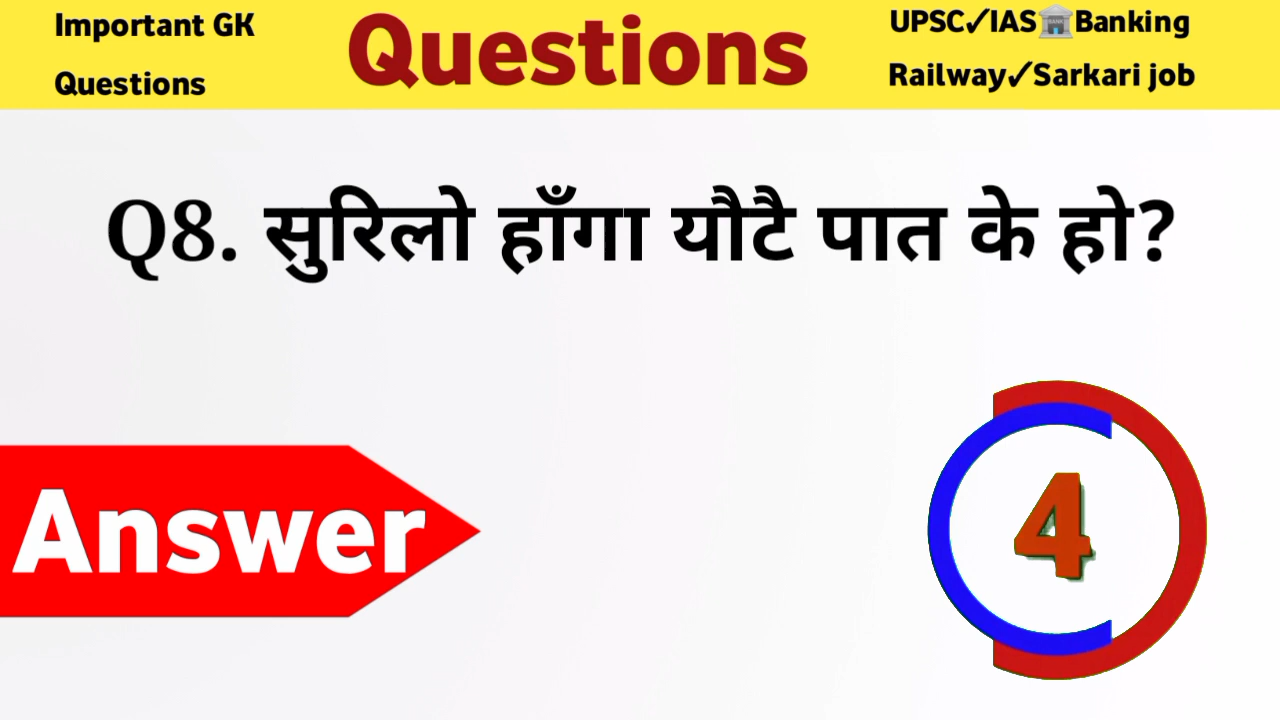 Important GK
Questions
Questions
UPSC✓IAS🏦Banking
Railway✓Sarkari job
Q8. सुरिलो हाँगा यौटै पात के हो?
Answer
4